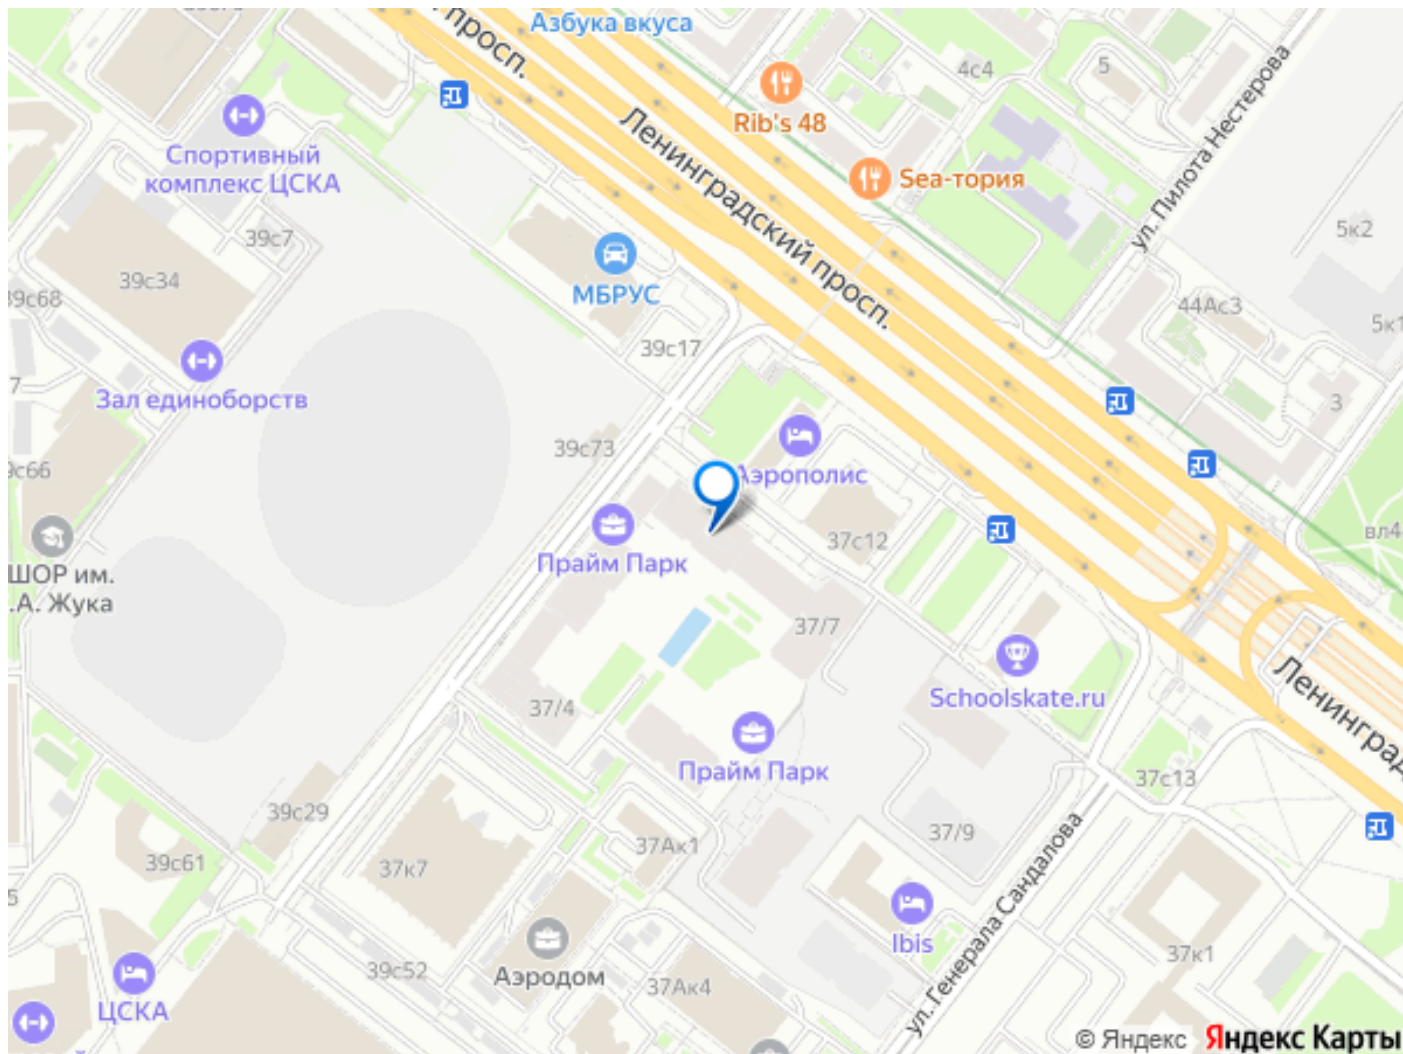 Азбука вкуса
просп.
4с4
5
Rib's 48
ул. Пилота Нестерова
Спортивный
комплекс ЦСКА
Ленинградский просп.
Sea-тория
39с7
5к2
39с34
39с68
МБРУС
44Ас3
5к1
39с17
7
Зал единоборств
3
39с73
39с66
Аэрополис
Прайм Парк
37с12
вл4
ШОР им.
.А. Жука
37/7
Schoolskate.ru
Ленинград
37/4
Прайм Парк
37с13
39с29
37Ак1
37/9
39с61
37к7
5
ул. Генерала Сандалова
Ibis
37к1
39с52
Аэродом
37Ак4
ЦСКА
© Яндекс Яндекс Карты